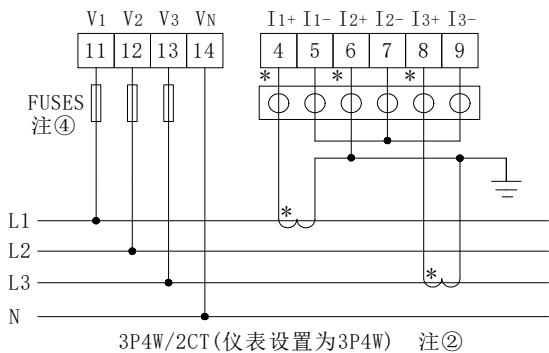 V1 V2 V3 VN I1+ I1- I2+ I2- I3+ I3-
11 12 13 14 4 5 6 7 8 9
* * *
FUSES
注④
L1 *
L2
L3 *
N
3P4W/2CT(仪表设置为3P4W) 注②